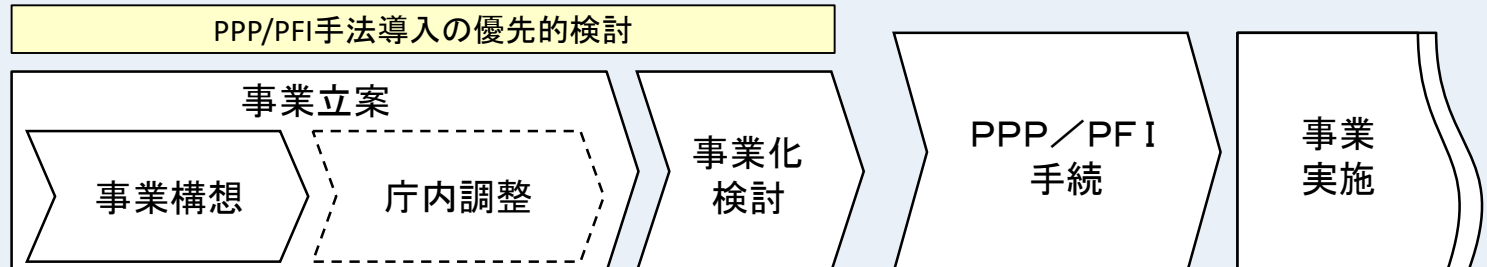 PPP/PFI手法導入の優先的検討
事業立案
事業構想
庁内調整
事業化
検討
ＰＰＰ／ＰＦＩ
手続
事業
実施